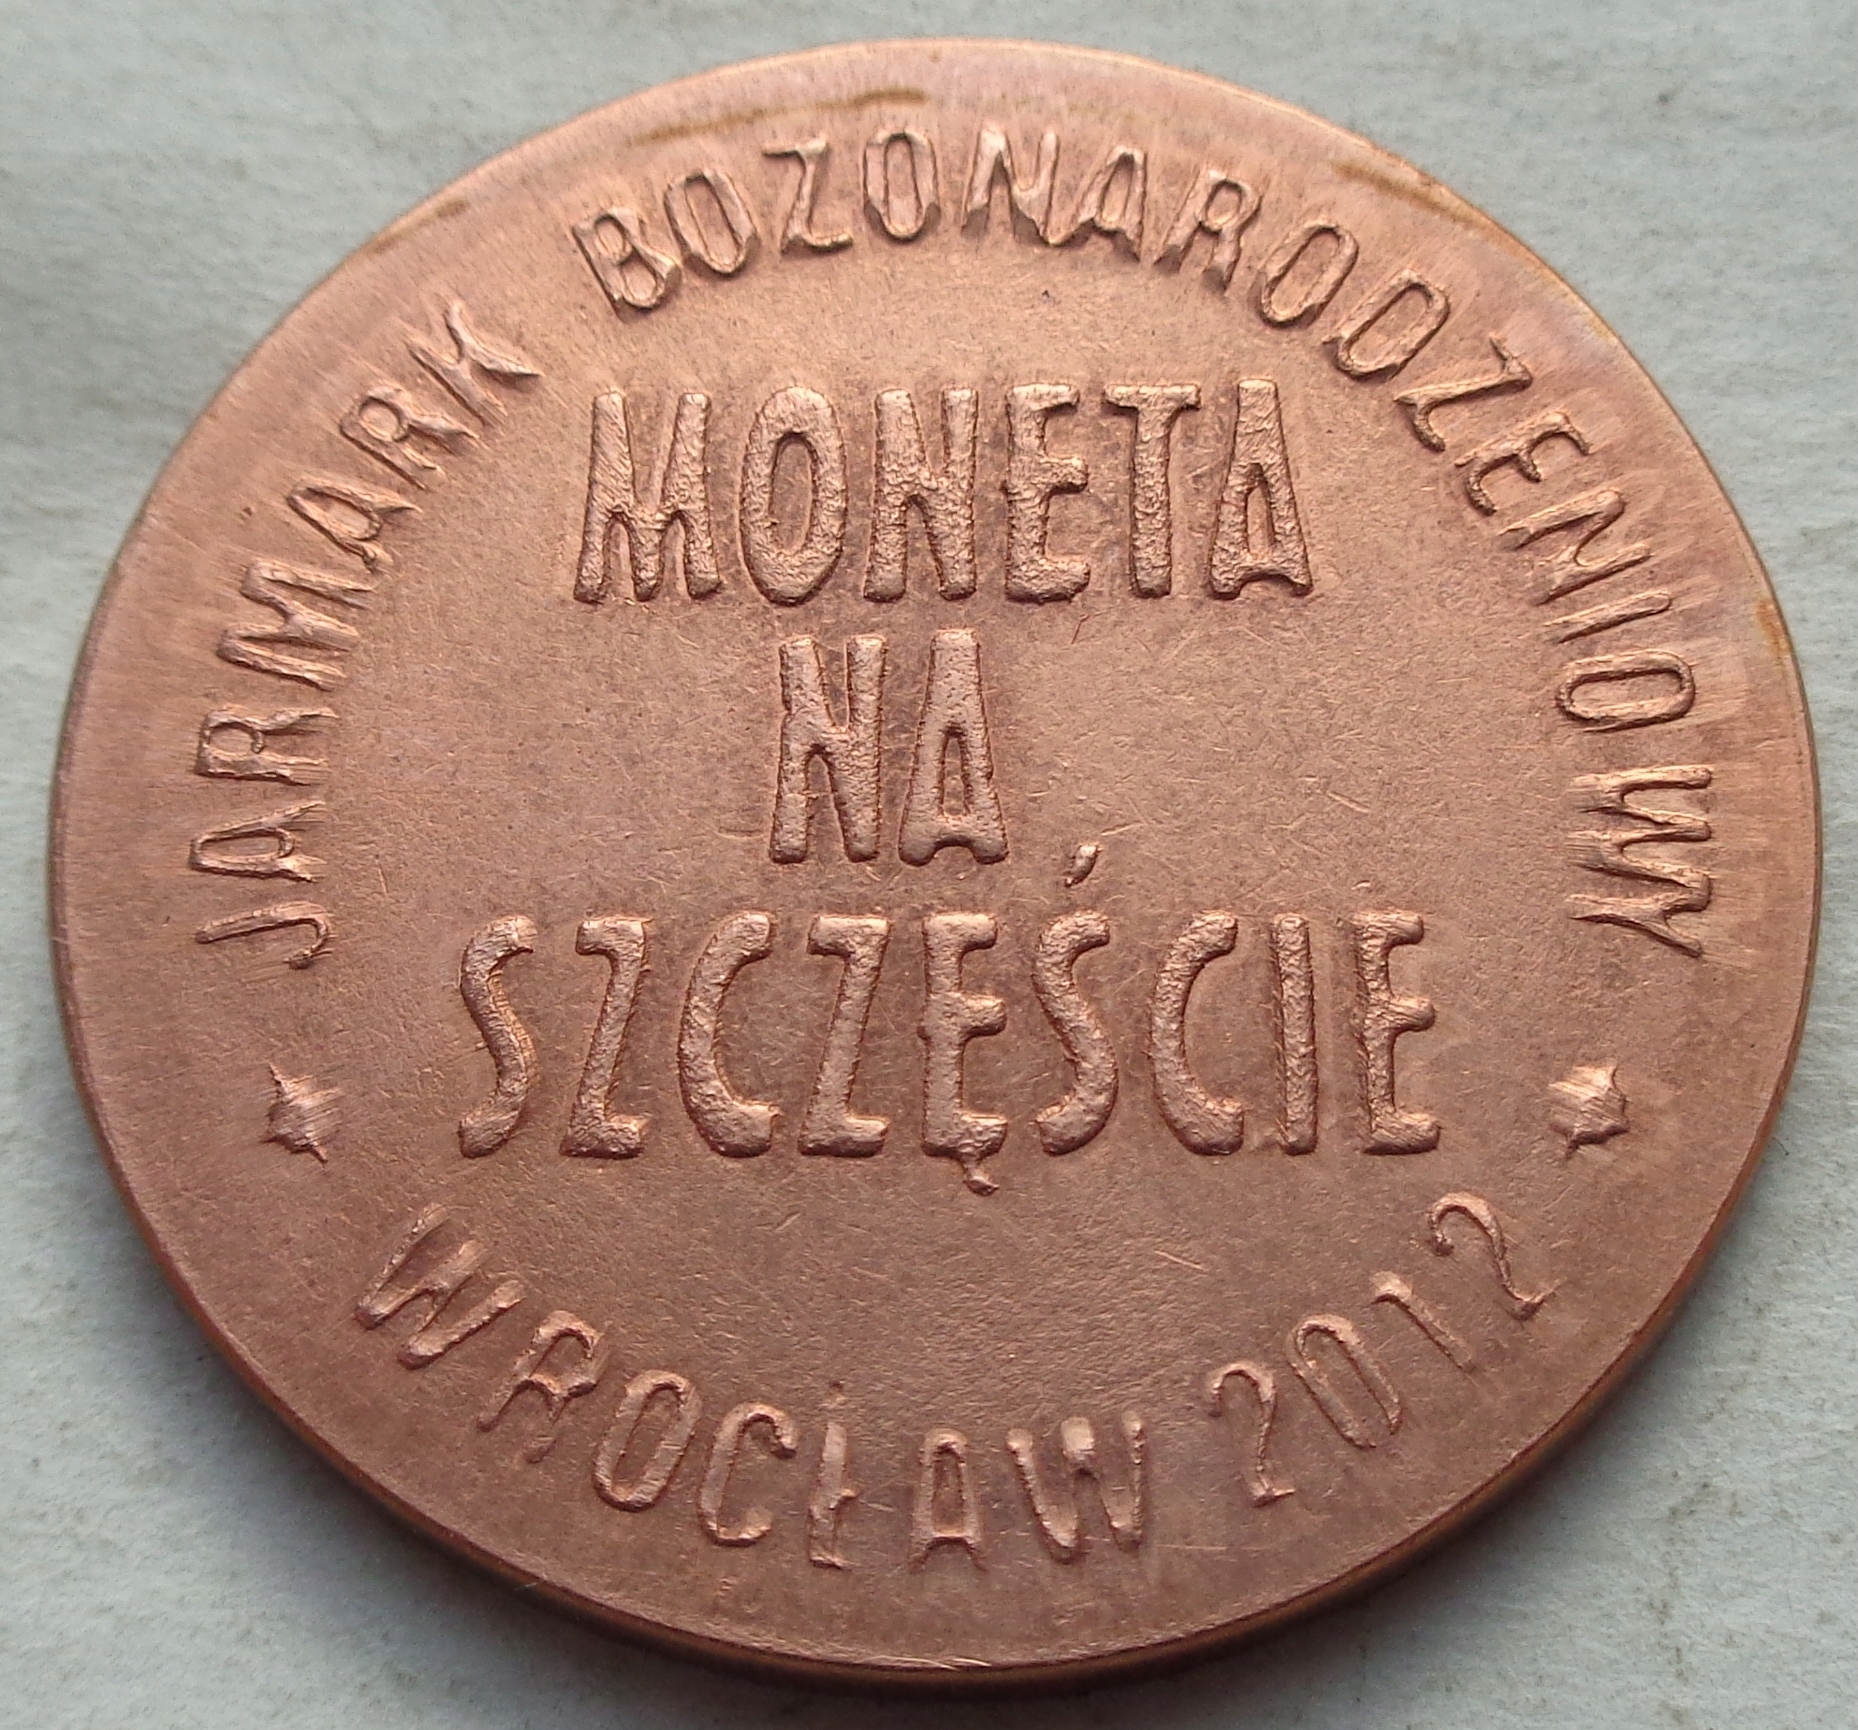 JARMARK BOZONARODZENIOWY
MONETA
NA
SZCZĘŚCIE
WROCŁAW 2012